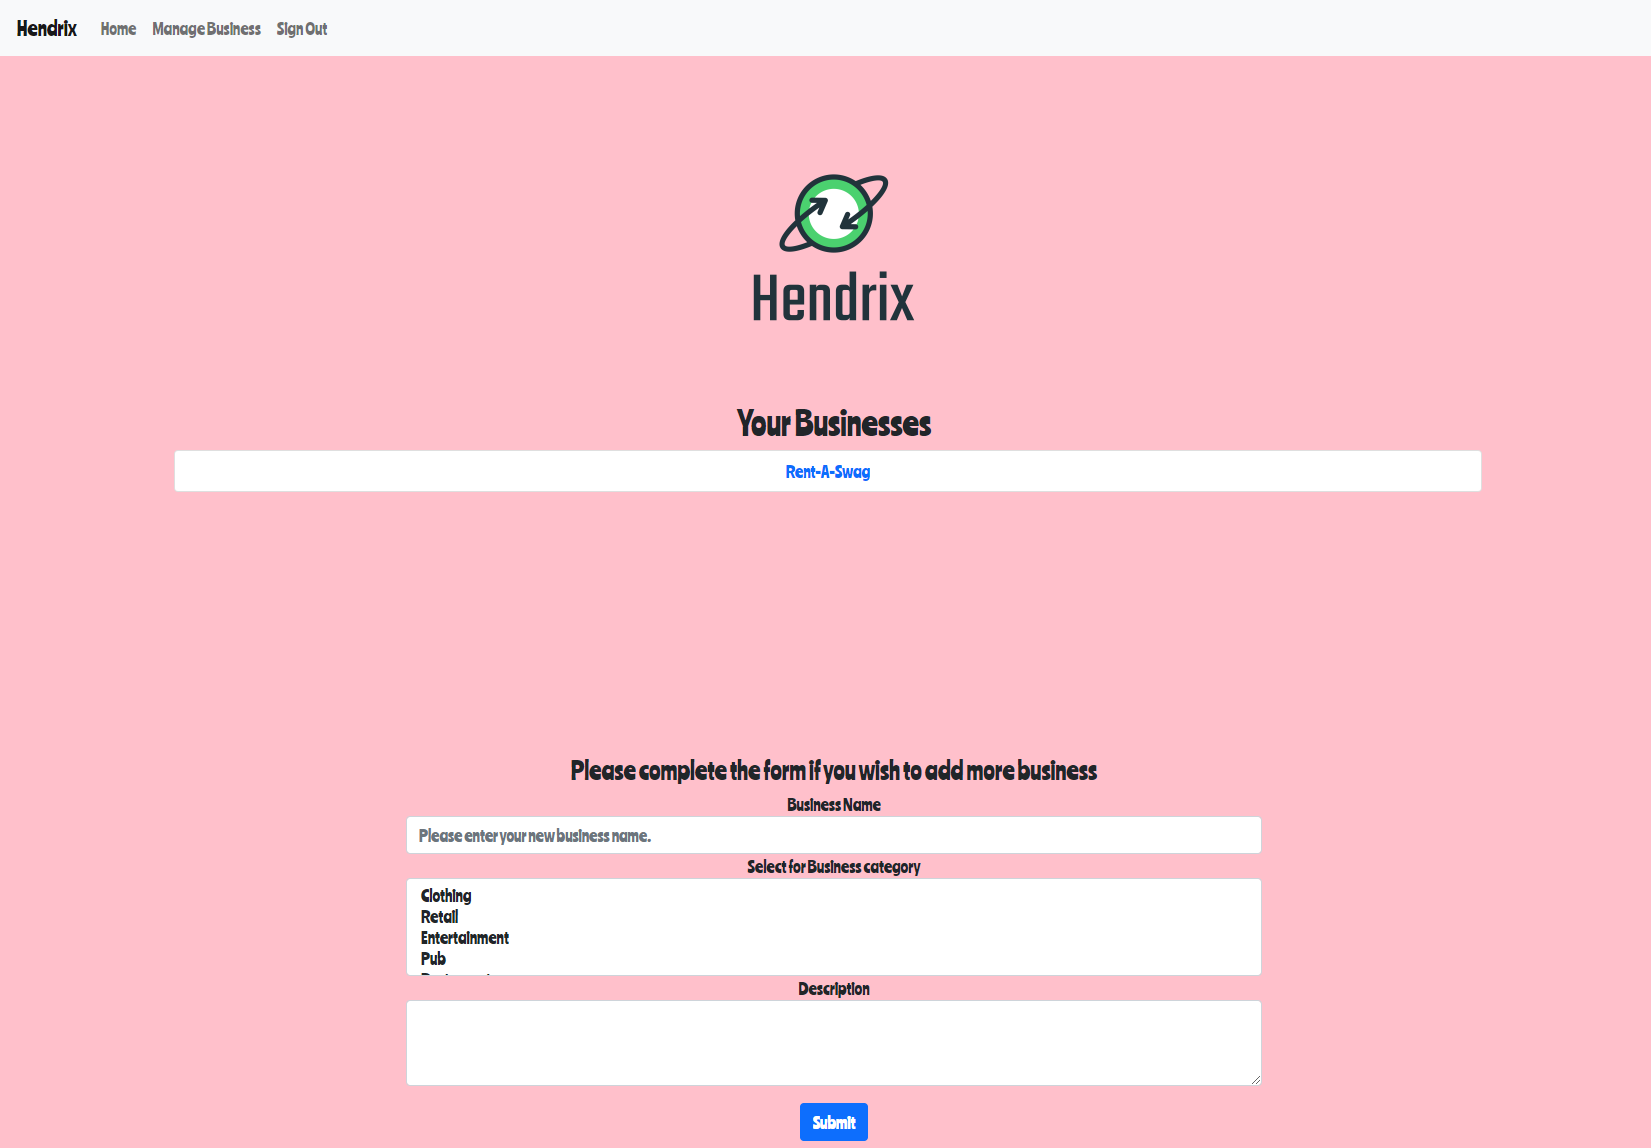 Hendrix Home Manage Business Sign Out
Hendrix
Your Businesses
Rent-A-Swag
Please complete the form if you wish to add more business
Business Name
Please enter your new business name.
Select for Business category
Clothing
Retail
Entertainment
Pub
Description
Submit